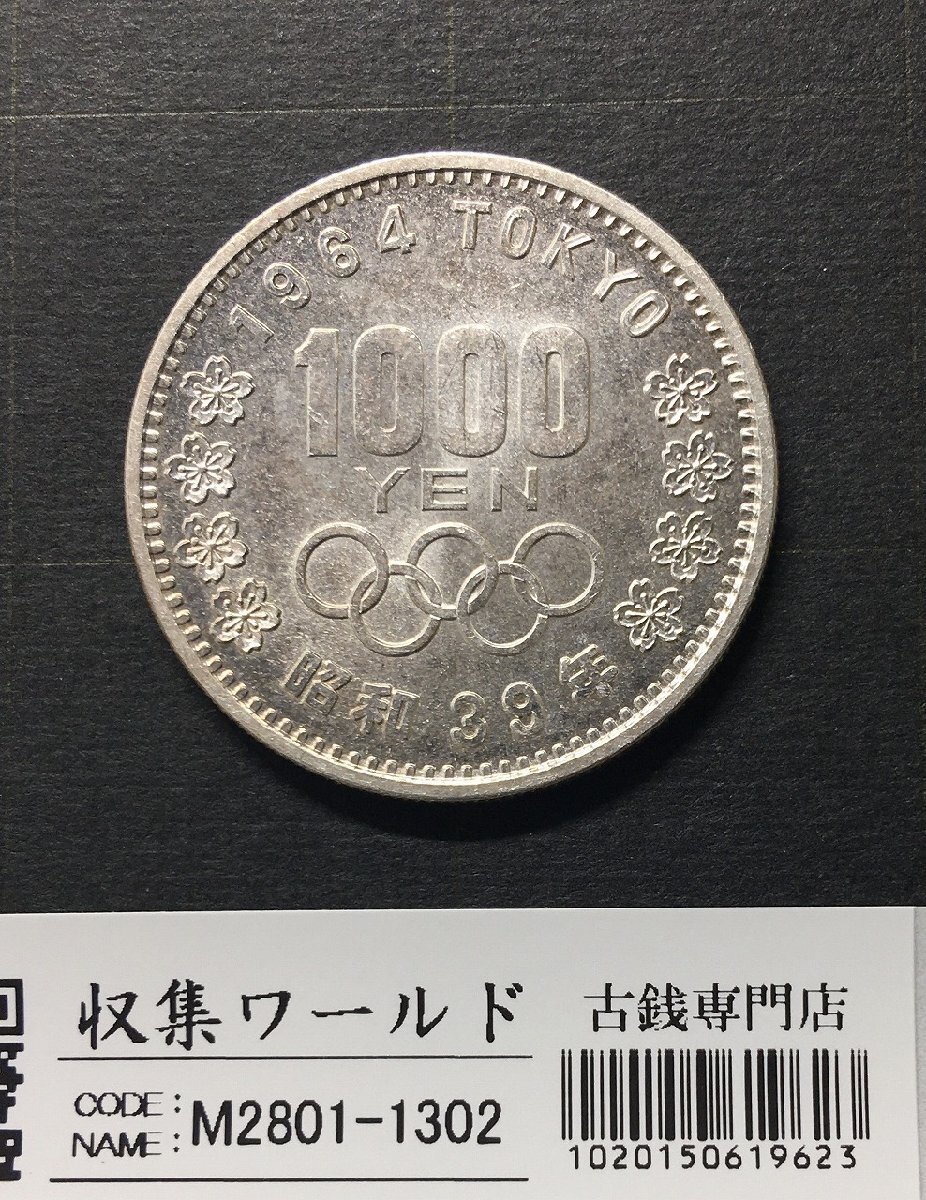 1964 TOKYO
1000
YEN
昭和 39年
収集ワールド
古銭専門店
CODE:
NAME: M2801-1302
1020150619623